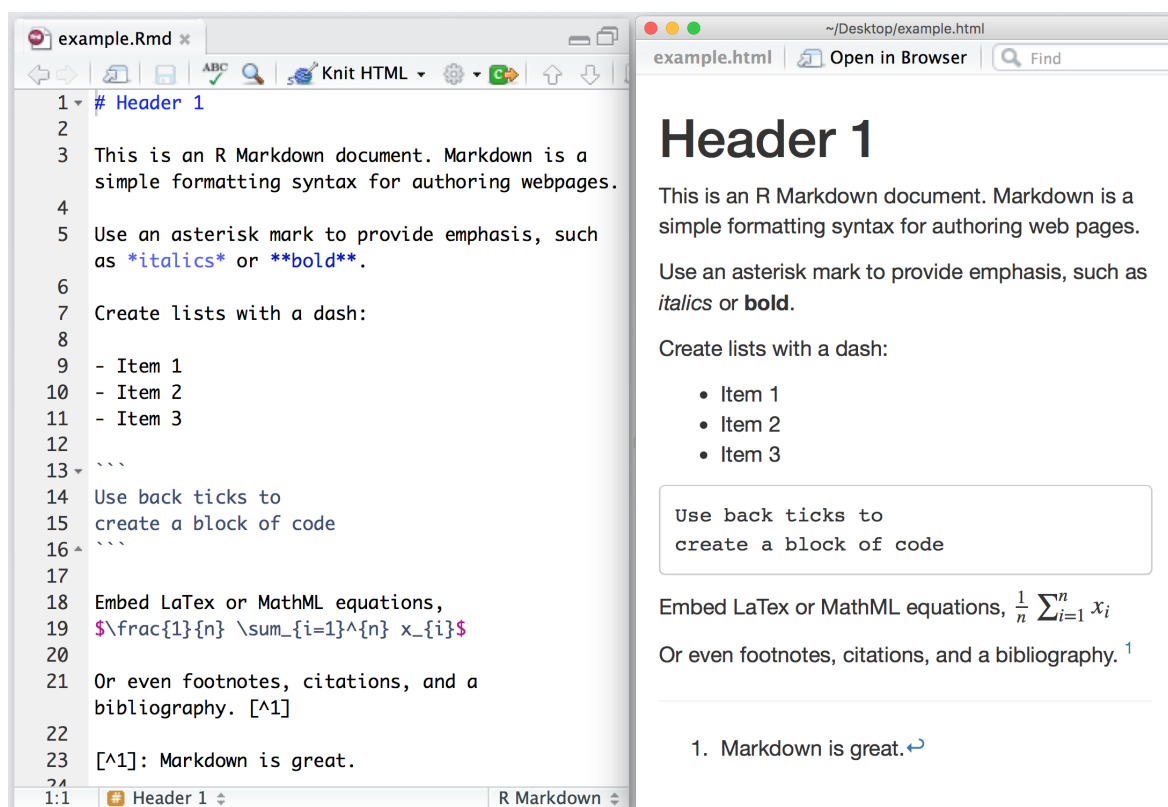 example.Rmd
ABC
Knit HTML
C
1 # Header 1
2
3 This is an R Markdown document. Markdown is a
simple formatting syntax for authoring webpages.
4
5 Use an asterisk mark to provide emphasis, such
as *italics* or **bold**.
6
7 Create lists with a dash:
8
9 - Item 1
10 - Item 2
11 - Item 3
12
13 ```
14 Use back ticks to
15 create a block of code
16 ```
17
18 Embed LaTex or MathML equations,
19 $\frac{1}{n} \sum_{i=1}^{n} x_{i}$
20
21 Or even footnotes, citations, and a
bibliography. [^1]
22
23 [^1]: Markdown is great.
24
1:1 # Header 1 R Markdown
~/Desktop/example.html
example.html Open in Browser Find
Header 1
This is an R Markdown document. Markdown is a
simple formatting syntax for authoring web pages.
Use an asterisk mark to provide emphasis, such as
italics or bold.
Create lists with a dash:
• Item 1
• Item 2
• Item 3
Use back ticks to
create a block of code
Embed LaTex or MathML equations, $\frac{1}{n} \sum_{i=1}^{n} x_i$
Or even footnotes, citations, and a bibliography. 1
1. Markdown is great.↩